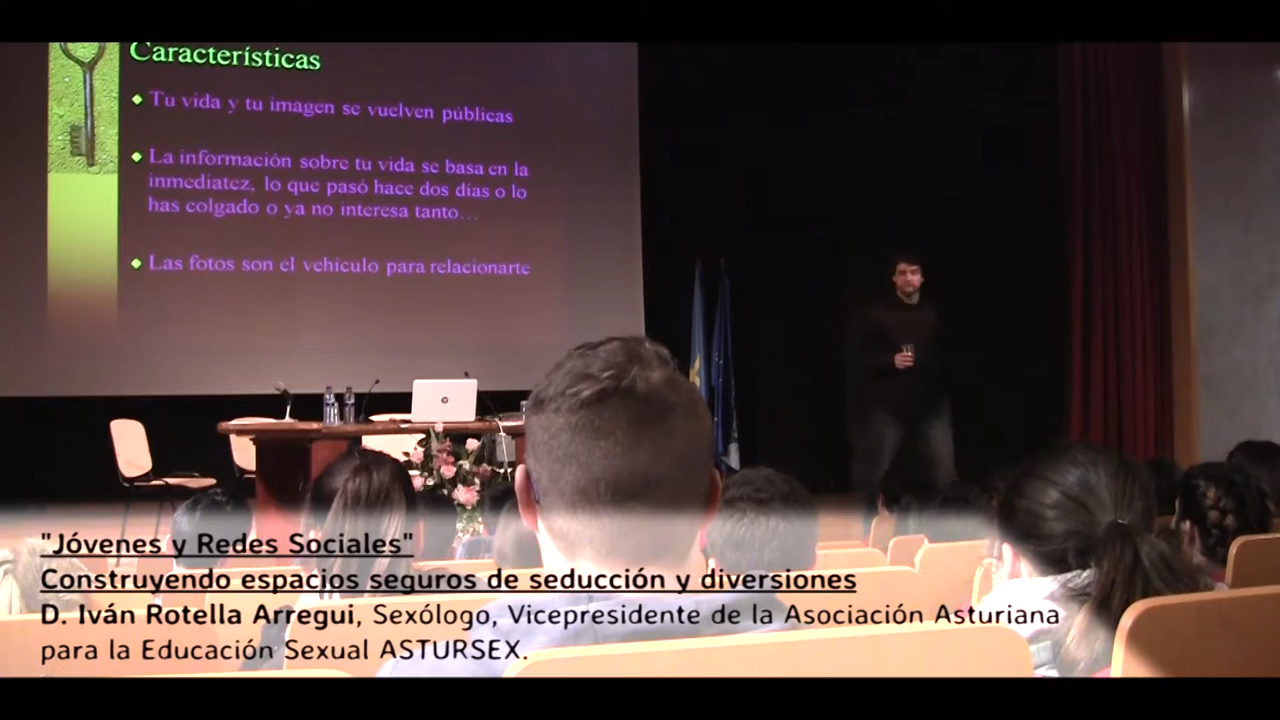 Características
Tu vida y tu imagen se vuelven públicas
La información sobre tu vida se basa en la
inmediatez, lo que pasó hace dos días o lo
has colgado o ya no interesa tanto...
Las fotos son el vehiculo para relacionarte
"Jóvenes y Redes Sociales"
Construyendo espacios seguros de seducción y diversiones
D. Iván Rotella Arregui, Sexólogo, Vicepresidente de la Asociación Asturiana
para la Educación Sexual ASTURSEX.